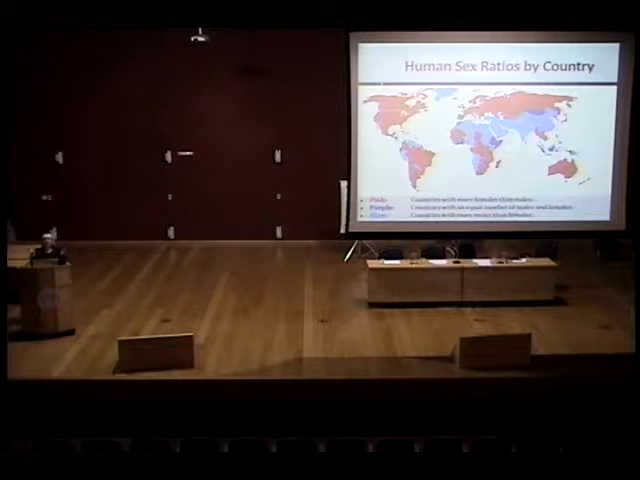 Human Sex Ratios by Country
Pink: Countries with more females than males.
Purple: Countries with an equal number of males and females.
Blue: Countries with more males than females.